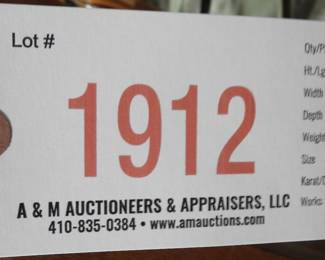 Lot #
1912
A & M AUCTIONEERS & APPRAISERS, LLC
410-835-0384 • www.amauctions.com
Qty/P
Ht./Lg
Width
Depth
Weight
Size
Karat/C
Works